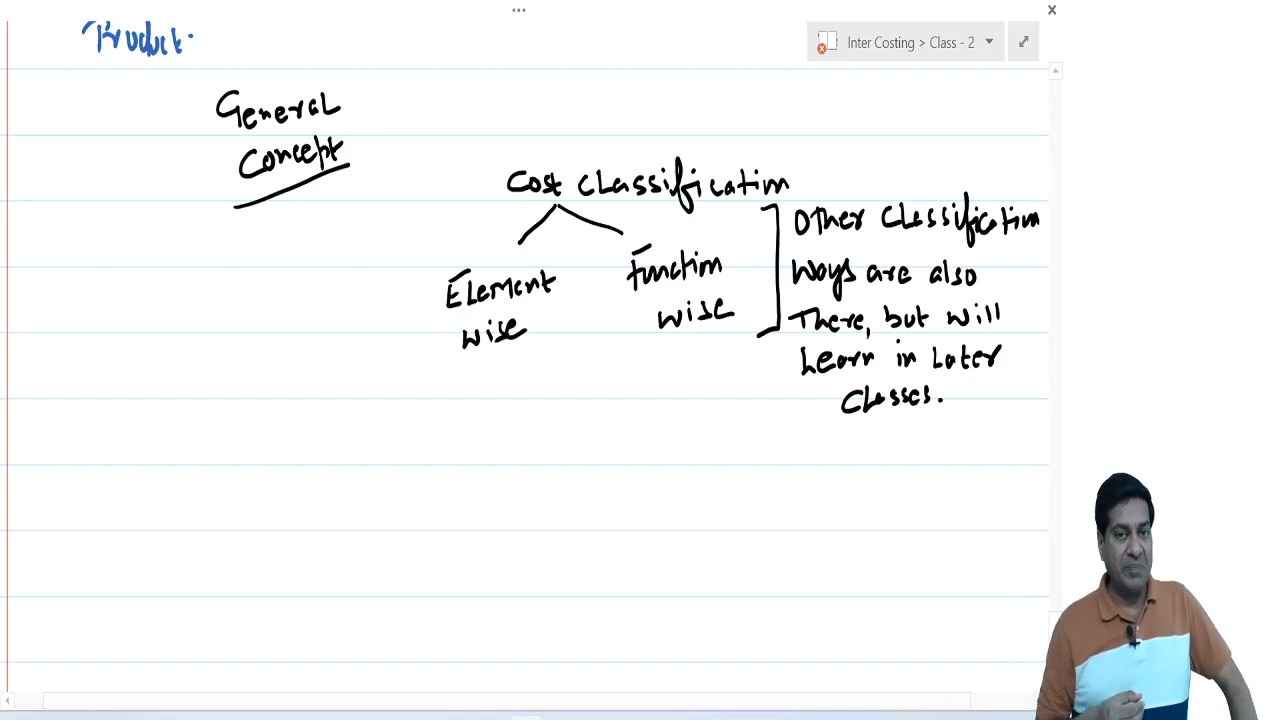 Product.
Inter Costing > Class - 2
General
Concept
Cost Classification
Element
wise
Function
wise
Other Classification
Ways are also
There, but will
Learn in Later
Classes.